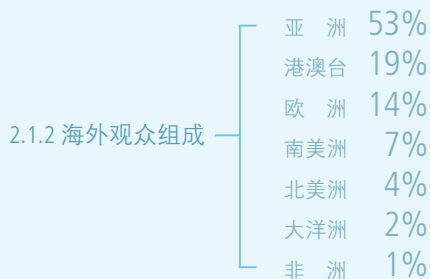 2.1.2 海外观众组成
亚 洲 53%
港澳台 19%
欧 洲 14%
南美洲 7%
北美洲 4%
大洋洲 2%
非 洲 1%